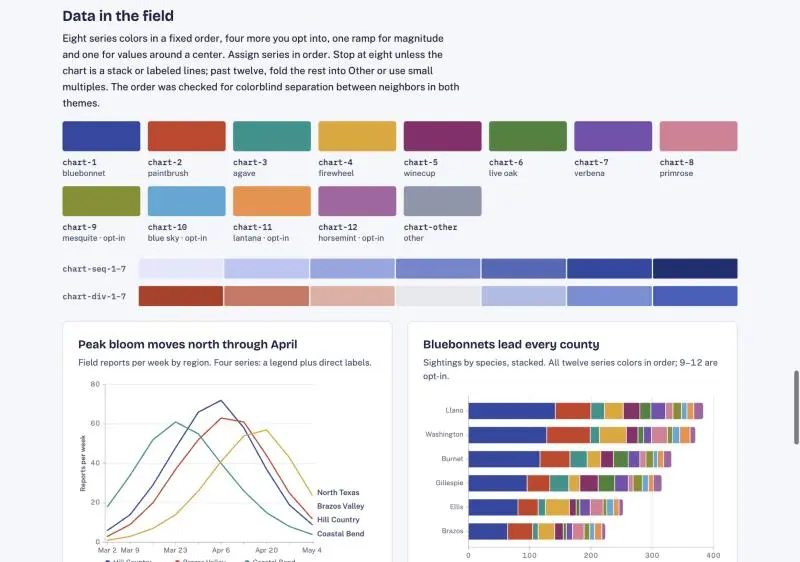 Data in the field
Eight series colors in a fixed order, four more you opt into, one ramp for magnitude
and one for values around a center. Assign series in order. Stop at eight unless the
chart is a stack or labeled lines; past twelve, fold the rest into Other or use small
multiples. The order was checked for colorblind separation between neighbors in both
themes.
chart-1 chart-2 chart-3 chart-4 chart-5 chart-6 chart-7 chart-8
bluebonnet paintbrush agave firewheel winecup live oak verbena primrose
chart-9 chart-10 chart-11 chart-12 chart-other
mesquite · opt-in blue sky · opt-in lantana · opt-in horsemint · opt-in other
chart-seq-1–7
chart-div-1–7
Peak bloom moves north through April
Field reports per week by region. Four series: a legend plus direct labels.
80
60
40
20
0
Reports per week
North Texas
Brazos Valley
Hill Country
Coastal Bend
Mar 2 Mar 9 Mar 23 Apr 6 Apr 20 May 4
Hill Country Brazos Valley Coastal Bend
Bluebonnets lead every county
Sightings by species, stacked. All twelve series colors in order; 9–12 are
opt-in.
Llano
Washington
Burnet
Gillespie
Ellis
Brazos
0 100 200 300 400